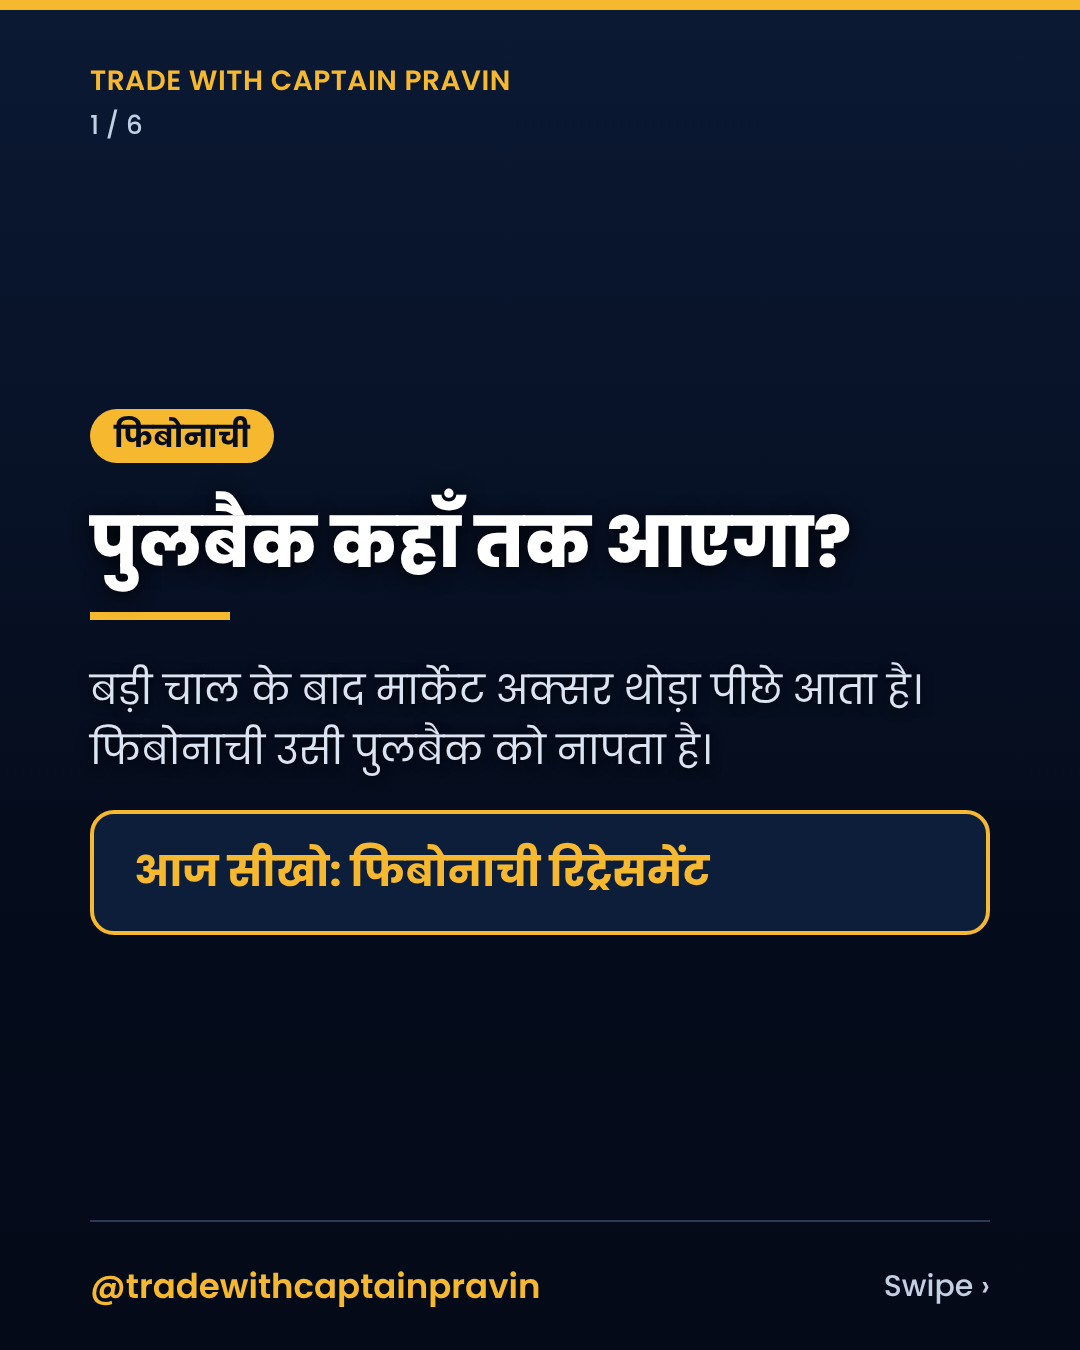 TRADE WITH CAPTAIN PRAVIN
1 / 6
फिबोनाची
पुलबैक कहाँ तक आएगा?
बड़ी चाल के बाद मार्केट अक्सर थोड़ा पीछे आता है।
फिबोनाची उसी पुलबैक को नापता है।
आज सीखो: फिबोनाची रिट्रेसमेंट
@tradewithcaptainpravin
Swipe ›